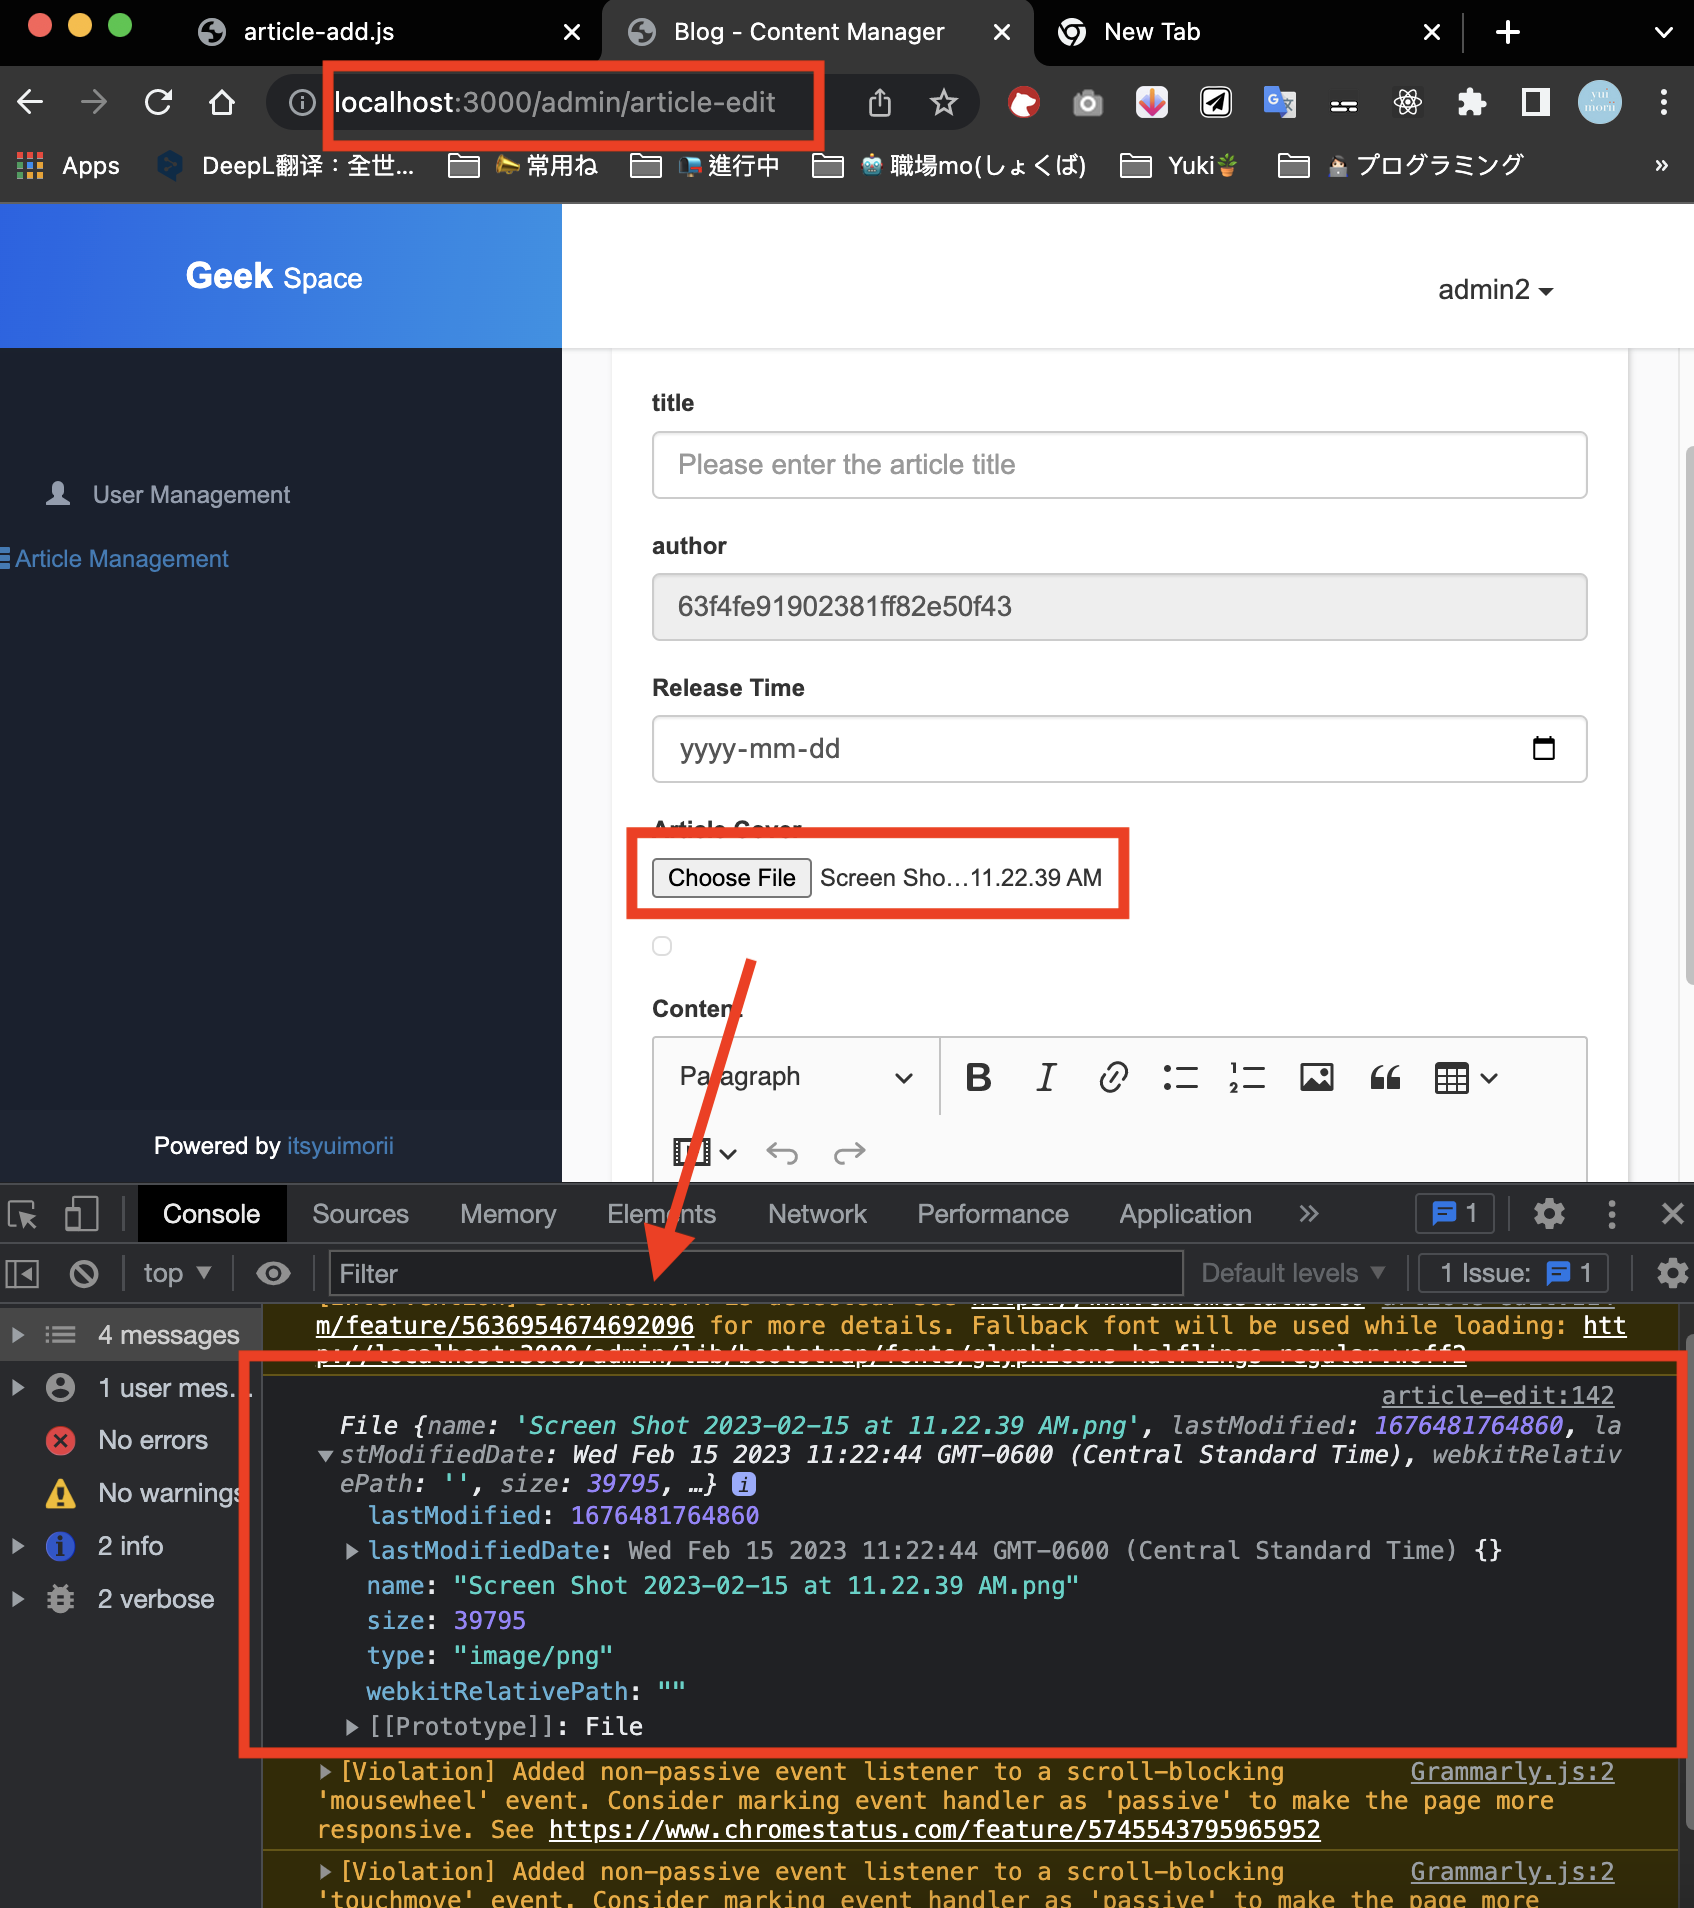 article-add.js
Blog - Content Manager
New Tab
localhost:3000/admin/article-edit
yui
morii
Apps
DeepL翻译：全世...
常用ね
進行中
職場mo(しょくば)
Yuki
プログラミング
»
Geek Space
admin2
title
Please enter the article title
User Management
author
Article Management
63f4fe91902381ff82e50f43
Release Time
yyyy-mm-dd
Article Cover
Choose File Screen Sho...11.22.39 AM
Content
Paragraph
B I
Powered by itsyuimorii
Console Sources Memory Elements Network Performance Application » 1
top Filter Default levels 1 Issue: 1
4 messages
1 user mes...
No errors
No warnings
2 info
2 verbose
m/feature/5636954674692096 for more details. Fallback font will be used while loading: htt
p://localhost:3000/admin/lib/bootstrap/fonts/glyphicons-halflings-regular.woff2
article-edit:142
File {name: 'Screen Shot 2023-02-15 at 11.22.39 AM.png', lastModified: 1676481764860, la
stModifiedDate: Wed Feb 15 2023 11:22:44 GMT-0600 (Central Standard Time), webkitRelativ
ePath: '', size: 39795, …} i
lastModified: 1676481764860
lastModifiedDate: Wed Feb 15 2023 11:22:44 GMT-0600 (Central Standard Time) {}
name: "Screen Shot 2023-02-15 at 11.22.39 AM.png"
size: 39795
type: "image/png"
webkitRelativePath: ""
[[Prototype]]: File
[Violation] Added non-passive event listener to a scroll-blocking Grammarly.js:2
'mousewheel' event. Consider marking event handler as 'passive' to make the page more
responsive. See https://www.chromestatus.com/feature/5745543795965952
[Violation] Added non-passive event listener to a scroll-blocking Grammarly.js:2
'touchmove' event. Consider marking event handler as 'passive' to make the page more